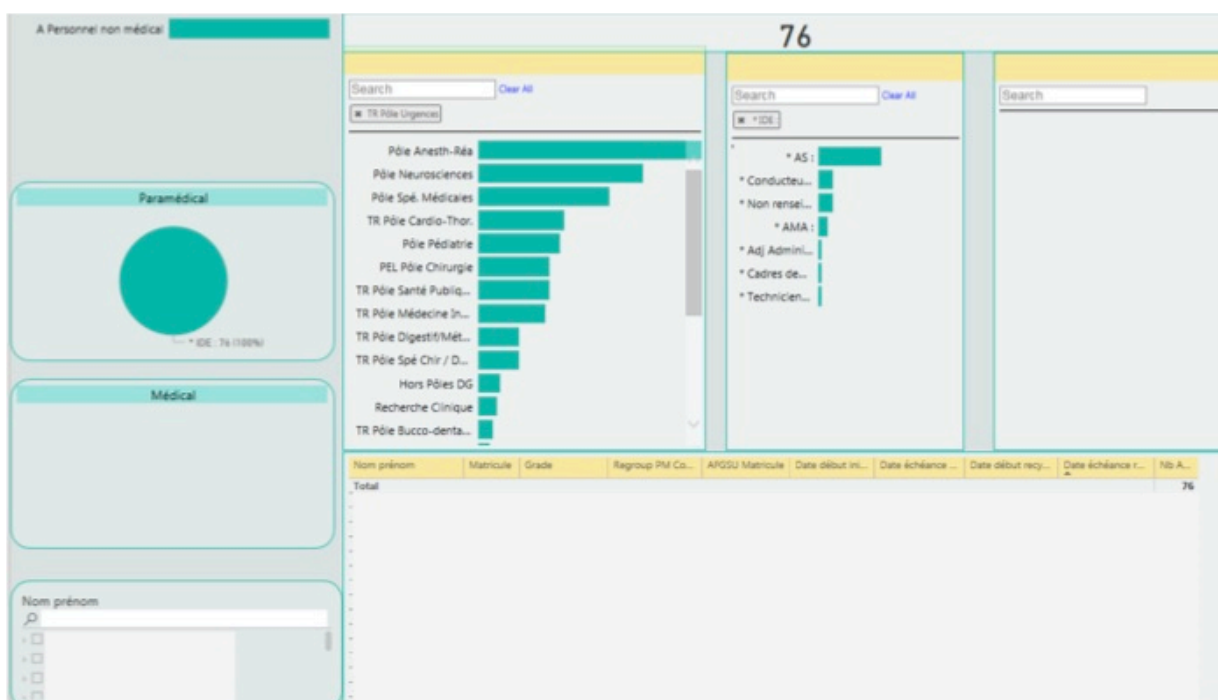 A Personnel non médical
Paramédical
* IDE : 76 (100%)
Médical
Nom prénom
76
Search
Clear All
TR Pôle Urgences
Pôle Anesth-Réa
Pôle Neurosciences
Pôle Spé. Médicales
TR Pôle Cardio-Thor.
Pôle Pédiatrie
PEL Pôle Chirurgie
TR Pôle Santé Publiq...
TR Pôle Médecine In...
TR Pôle Digestif/Mét...
TR Pôle Spé Chir / D...
Hors Pôles DG
Recherche Clinique
TR Pôle Bucco-denta...
Search
Clear All
* IDE :
* AS :
* Conducteu...
* Non rensei...
* AMA :
* Adj Admini...
* Cadres de...
* Technicien...
Search
Nom prénom Matricule Grade Regroup PM Co... AFGSU Matricule Date début ini... Date échéance ... Date début recy... Date échéance r... Nb A...
Total 76